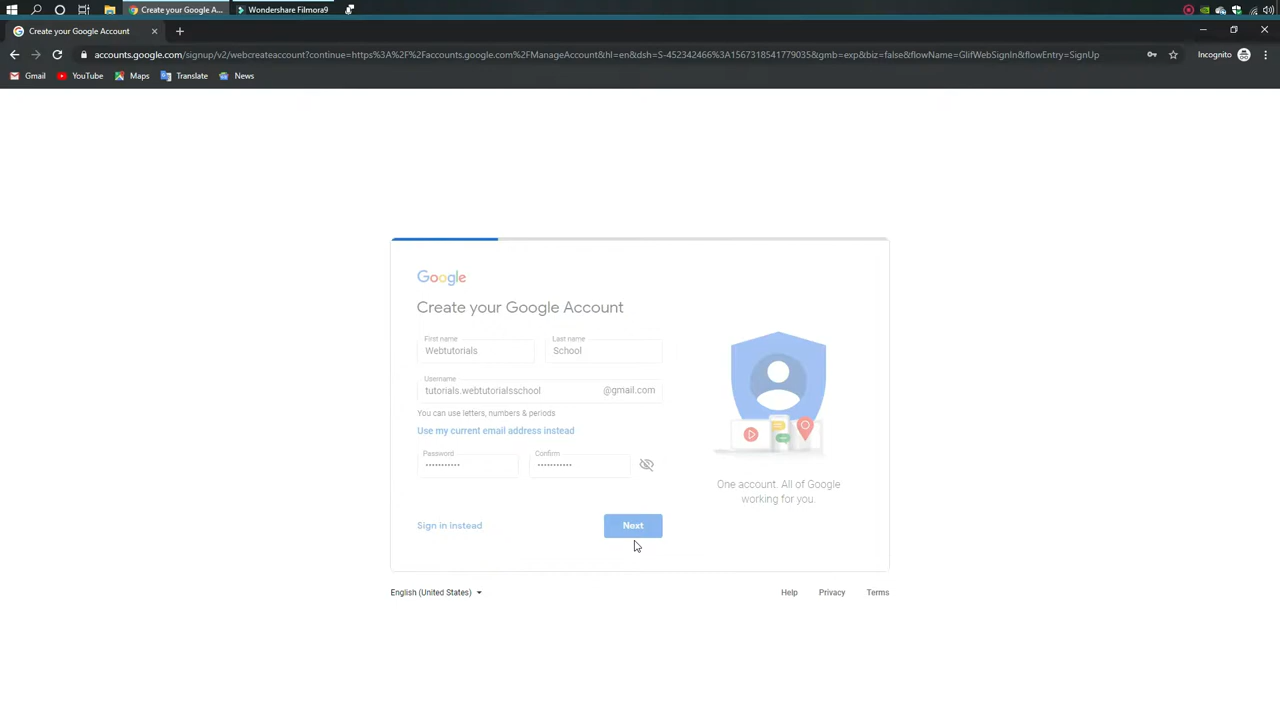 Create your Google A...
Wondershare Filmora9
Create your Google Account
accounts.google.com/signup/v2/webcreateaccount?continue=https%3A%2F%2Faccounts.google.com%2FManageAccount&hl=en&dsh=S-452342466%3A1567318541779035&gmb=exp&biz=false&flowName=GlifWebSignIn&flowEntry=SignUp
Incognito
Gmail
YouTube
Maps
Translate
News
Google
Create your Google Account
First name
Last name
Webtutorials
School
Username
tutorials.webtutorialsschool
@gmail.com
You can use letters, numbers & periods
Use my current email address instead
Password
Confirm
•••••••••••
•••••••••••
One account. All of Google
working for you.
Sign in instead
Next
English (United States)
Help
Privacy
Terms